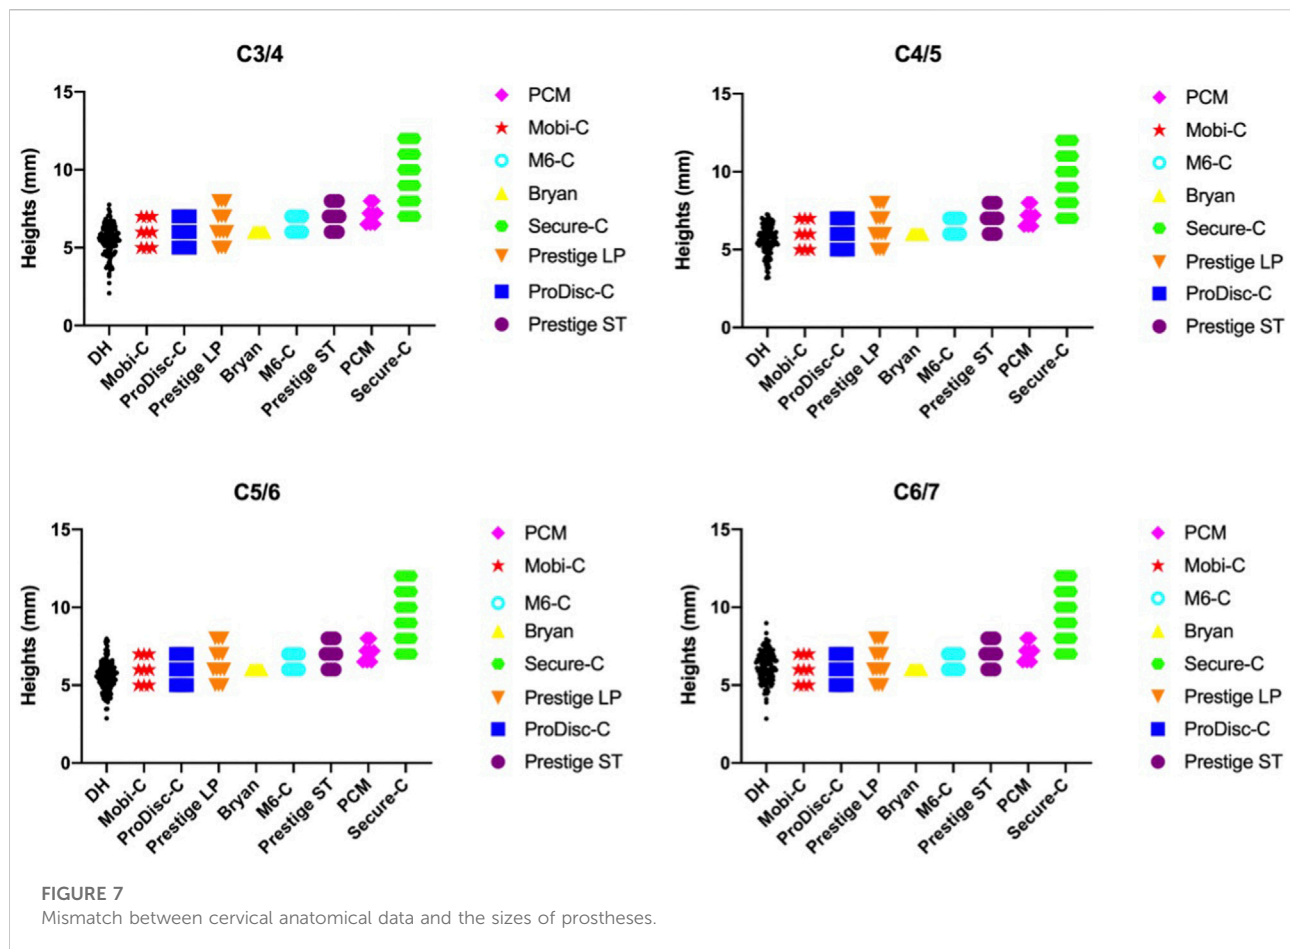 C3/4
15
10
5
0
Heights (mm)
DH
Mobi-C
ProDisc-C
Prestige LP
Bryan
M6-C
Prestige ST
PCM
Secure-C
PCM
Mobi-C
M6-C
Bryan
Secure-C
Prestige LP
ProDisc-C
Prestige ST
C4/5
15
10
5
0
Heights (mm)
DH
Mobi-C
ProDisc-C
Prestige LP
Bryan
M6-C
Prestige ST
PCM
Secure-C
PCM
Mobi-C
M6-C
Bryan
Secure-C
Prestige LP
ProDisc-C
Prestige ST
C5/6
15
10
5
0
Heights (mm)
DH
Mobi-C
ProDisc-C
Prestige LP
Bryan
M6-C
Prestige ST
PCM
Secure-C
PCM
Mobi-C
M6-C
Bryan
Secure-C
Prestige LP
ProDisc-C
Prestige ST
C6/7
15
10
5
0
Heights (mm)
DH
Mobi-C
ProDisc-C
Prestige LP
Bryan
M6-C
Prestige ST
PCM
Secure-C
PCM
Mobi-C
M6-C
Bryan
Secure-C
Prestige LP
ProDisc-C
Prestige ST
FIGURE 7
Mismatch between cervical anatomical data and the sizes of prostheses.